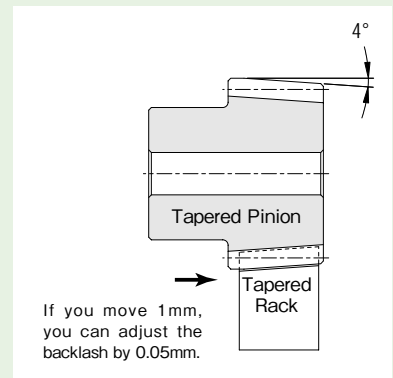 4°
Tapered Pinion
Tapered
Rack
If you move 1mm,
you can adjust the
backlash by 0.05mm.